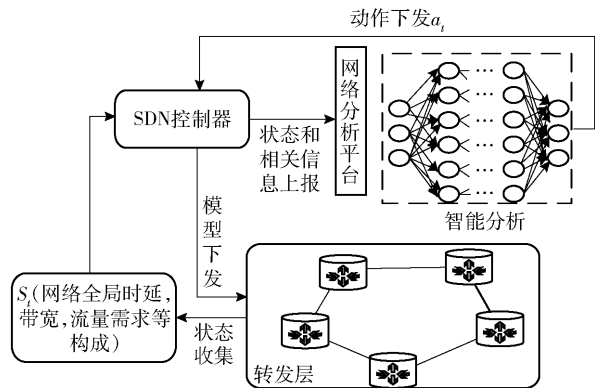 动作下发at
SDN控制器
状态和
相关信
息上报
网络分析平台
智能分析
模型下发
St(网络全局时延,
带宽,流量需求等
构成)
状态
收集
转发层